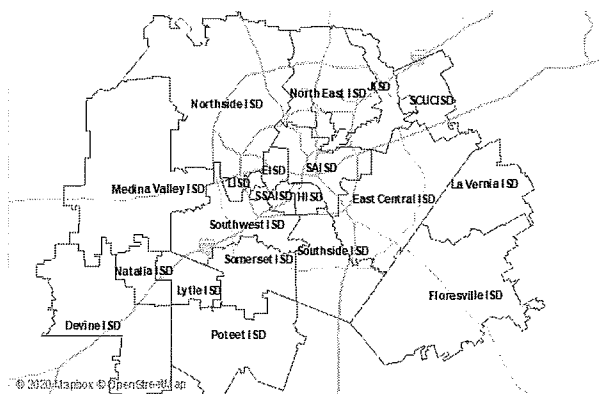 JISD
North East ISD
SCUCISD
Northside ISD
EISD
SAISD
LISD
La Vernia ISD
Medina Valley ISD
SSAISD
HISD
East Central ISD
Southwest ISD
Southside ISD
Somerset ISD
Natalia ISD
Lytle ISD
Floresville ISD
Devine ISD
Poteet ISD
© 2020 Mapbox © OpenStreetMap